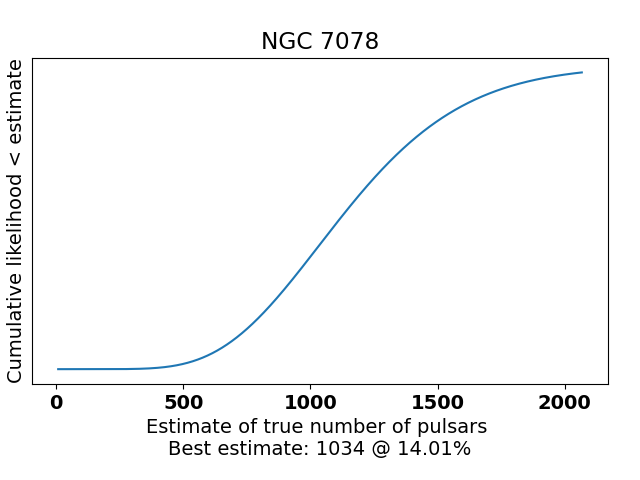 NGC 7078
Cumulative likelihood < estimate
0 500 1000 1500 2000
Estimate of true number of pulsars
Best estimate: 1034 @ 14.01%